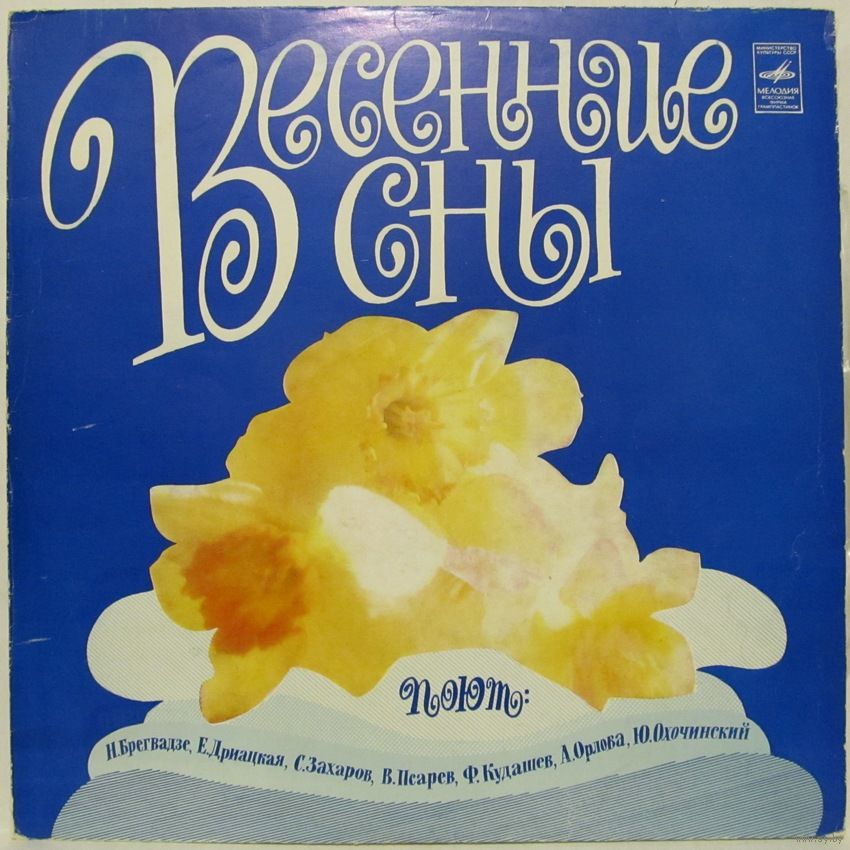 Весенние
сны
МИНИСТЕРСТВО
КУЛЬТУРЫ СССР
МЕЛОДИЯ
ВСЕСОЮЗНАЯ
ФИРМА
ГРАМПЛАСТИНОК
поют:
Н.Брегвадзе, Е.Дриацкая, С.Захаров, В.Псарев, Ф.Кудашев, А.Орлова, Ю.Охочинский